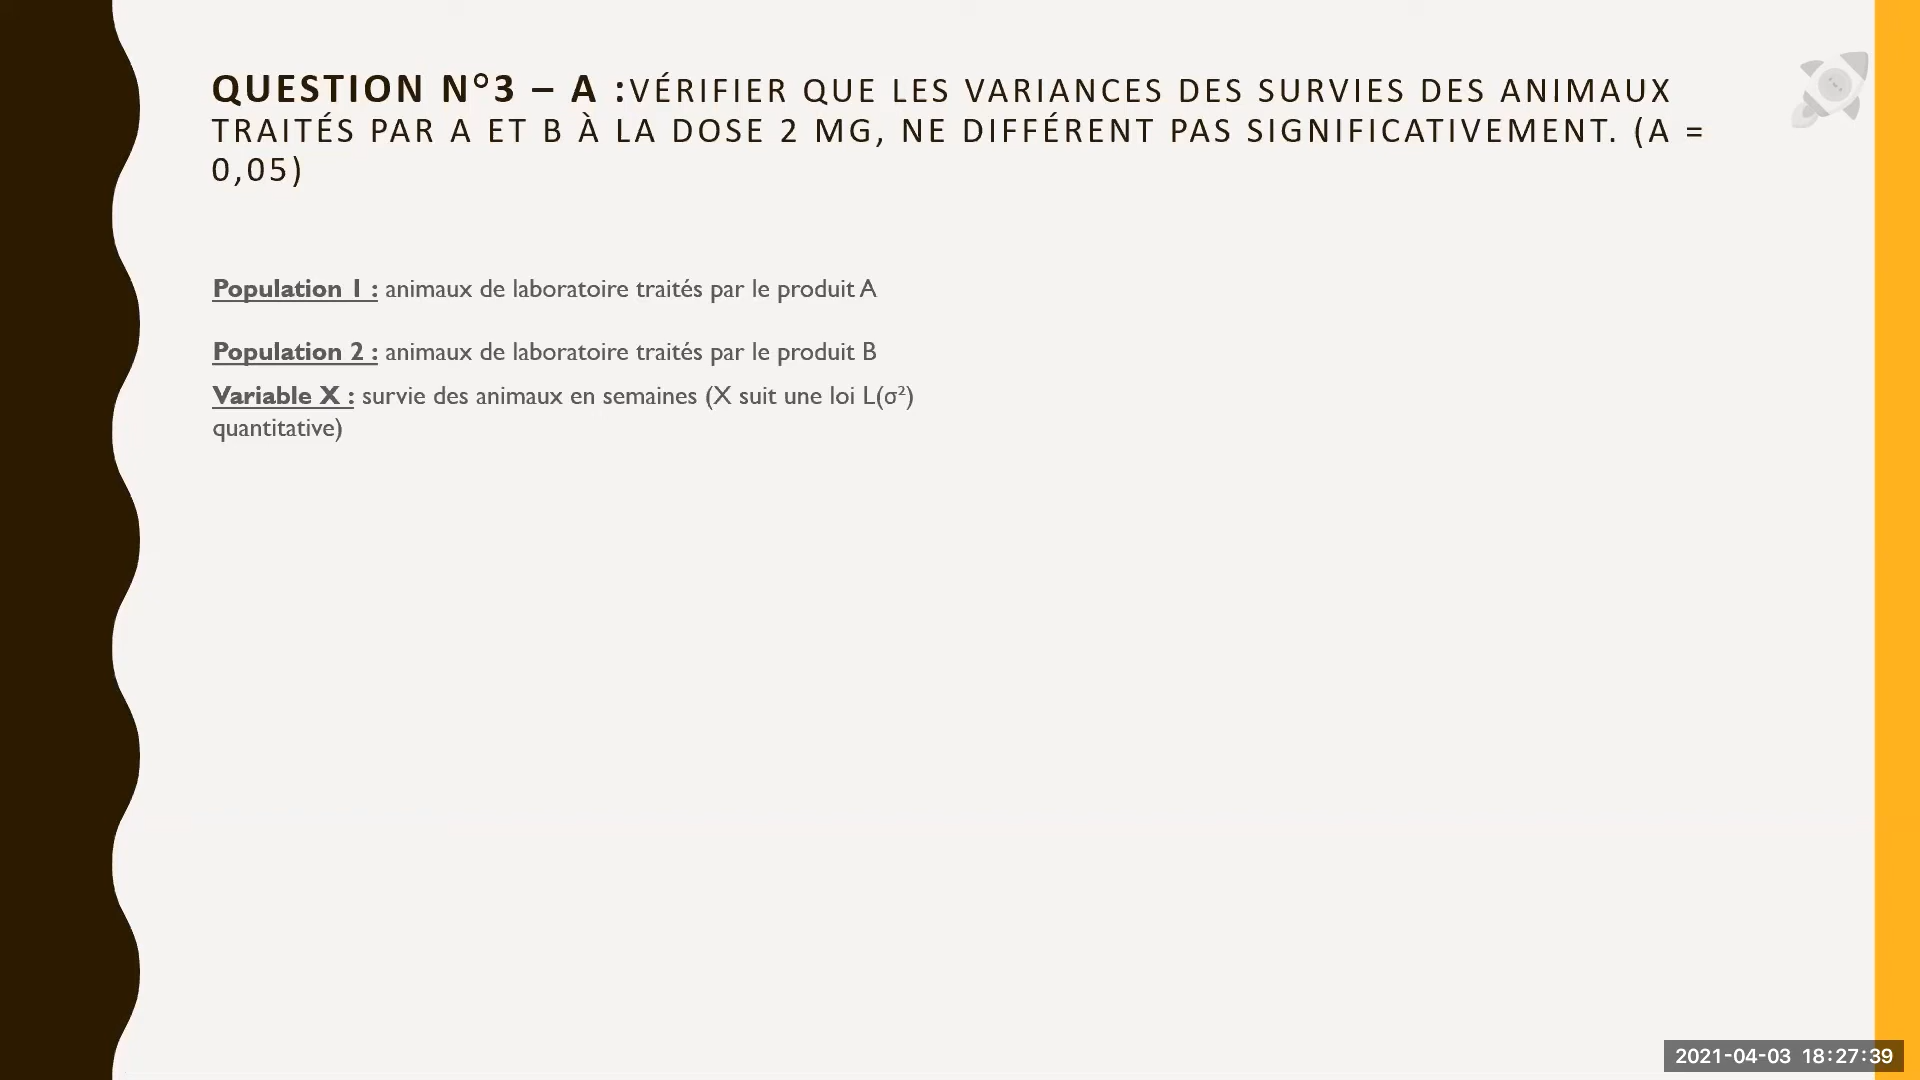 QUESTION N°3 – A :VÉRIFIER QUE LES VARIANCES DES SURVIES DES ANIMAUX
TRAITÉS PAR A ET B À LA DOSE 2 MG, NE DIFFÉRENT PAS SIGNIFICATIVEMENT. (A =
0,05)
Population 1 : animaux de laboratoire traités par le produit A
Population 2 : animaux de laboratoire traités par le produit B
Variable X : survie des animaux en semaines (X suit une loi L(σ²)
quantitative)
2021-04-03 18:27:39